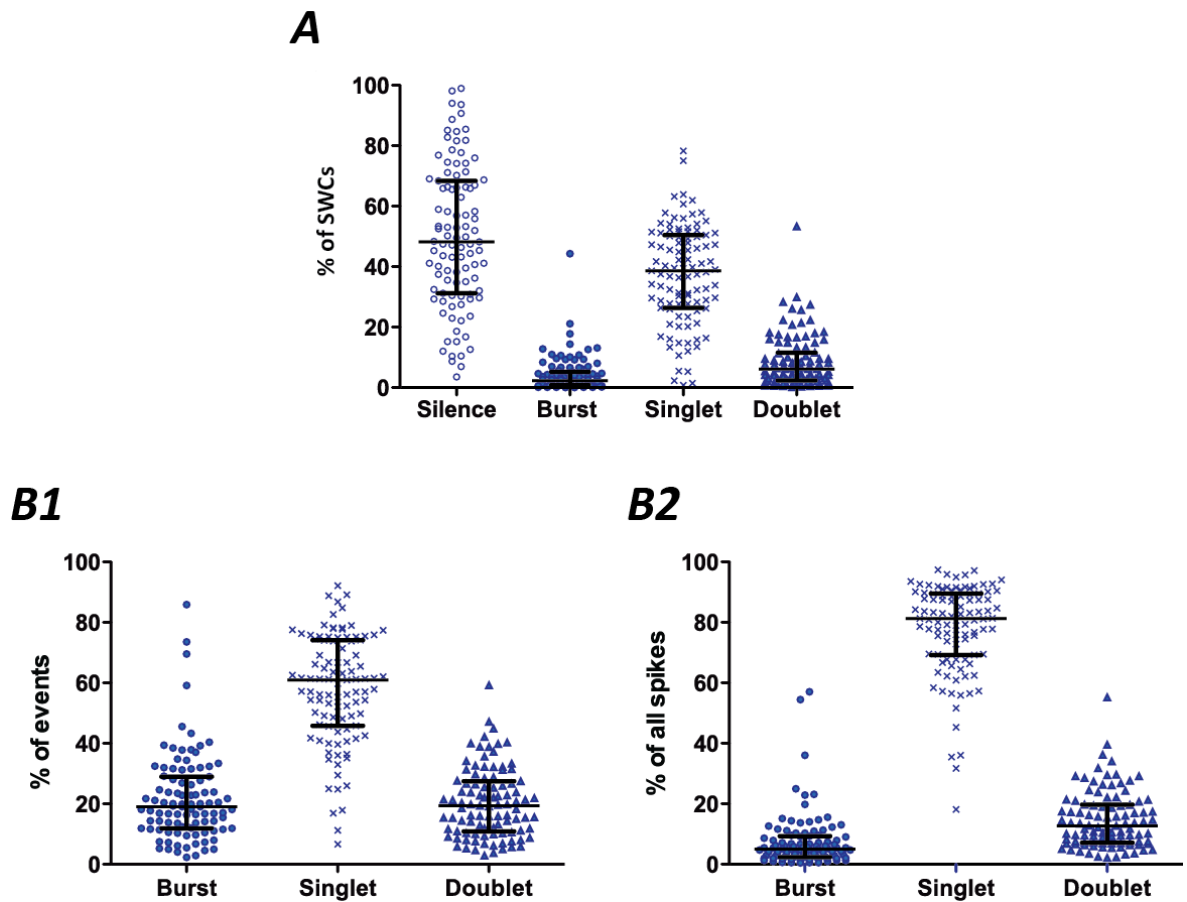 A
% of SWCs
100
80
60
40
20
0
Silence Burst Singlet Doublet
B1
% of events
100
80
60
40
20
0
Burst Singlet Doublet
B2
% of all spikes
100
80
60
40
20
0
Burst Singlet Doublet